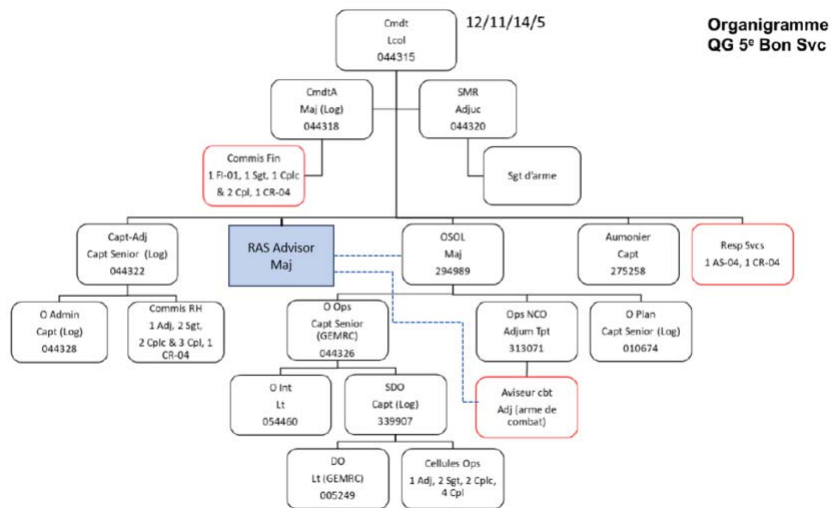 12/11/14/5
Organigramme
QG 5e Bon Svc
Cmdt
Lcol
044315
CmdtA
Maj (Log)
044318
SMR
Adjuc
044320
Commis Fin
1 FI-01, 1 Sgt, 1 Cplc
& 2 Cpl, 1 CR-04
Sgt d'arme
Capt-Adj
Capt Senior (Log)
044322
RAS Advisor
Maj
OSOL
Maj
294989
Aumonier
Capt
275258
Resp Svcs
1 AS-04, 1 CR-04
O Admin
Capt (Log)
044328
Commis RH
1 Adj, 2 Sgt,
2 Cplc & 3 Cpl, 1
CR-04
O Ops
Capt Senior
(GEMRC)
044326
Ops NCO
Adjum Tpt
313071
O Plan
Capt Senior (Log)
010674
O Int
Lt
054460
SDO
Capt (Log)
339907
Aviseur cbt
Adj (arme de
combat)
DO
Lt (GEMRC)
005249
Cellules Ops
1 Adj, 2 Sgt, 2 Cplc,
4 Cpl